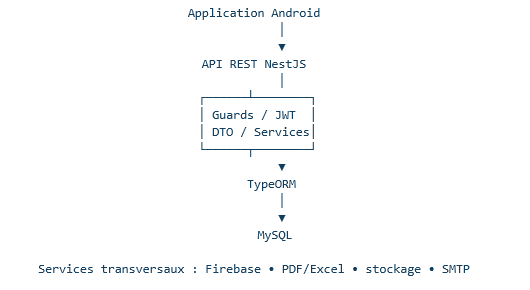 Application Android
API REST NestJS
Guards / JWT
DTO / Services
TypeORM
MySQL
Services transversaux : Firebase • PDF/Excel • stockage • SMTP